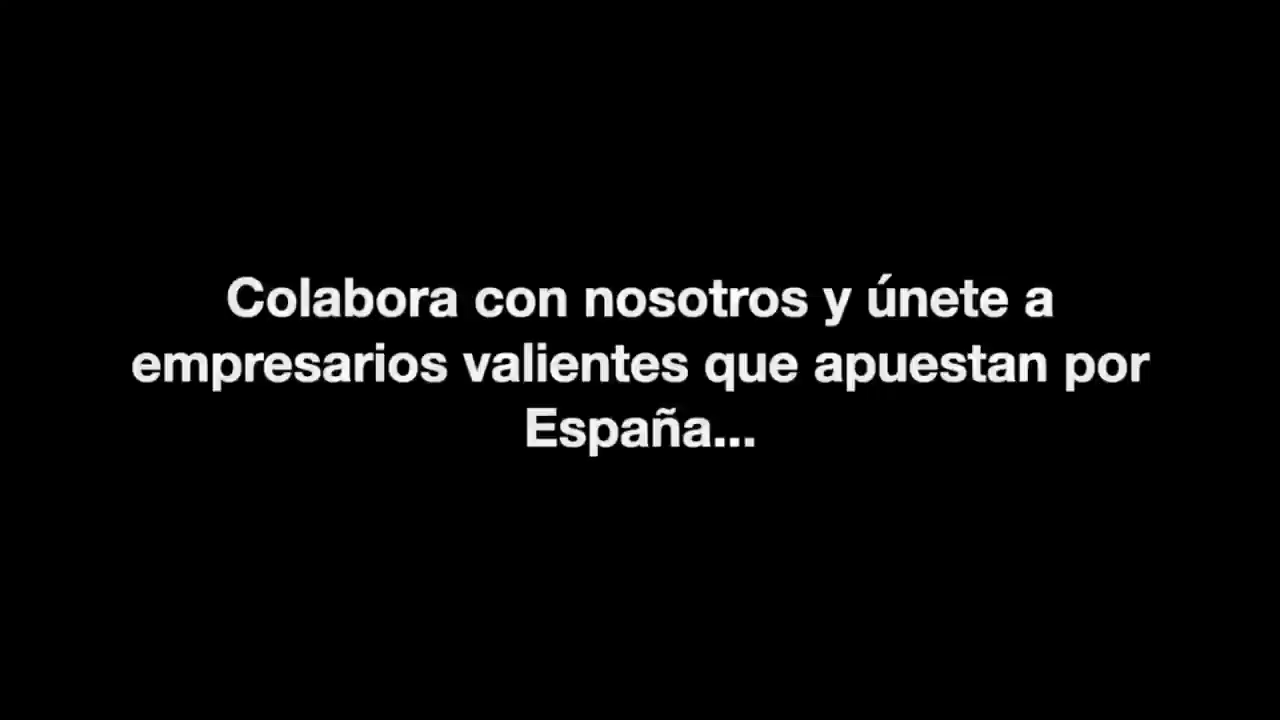 Colabora con nosotros y únete a
empresarios valientes que apuestan por
España...